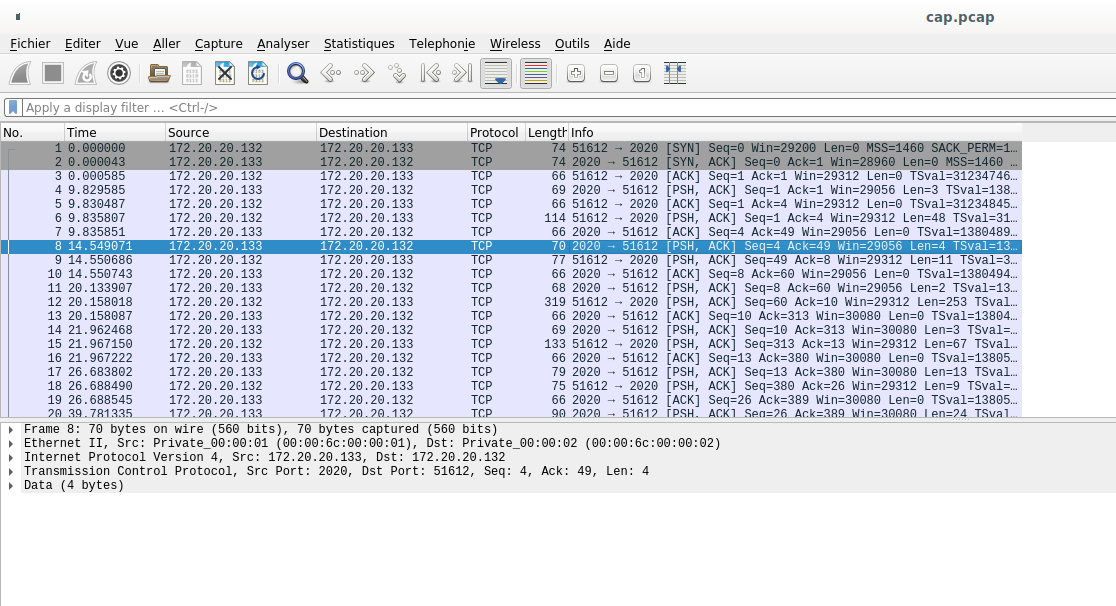 cap.pcap
Fichier Editer Vue Aller Capture Analyser Statistiques Telephonie Wireless Outils Aide
Apply a display filter … <Ctrl-/>
No. Time Source Destination Protocol Length Info
1 0.000000 172.20.20.132 172.20.20.133 TCP 74 51612 → 2020 [SYN] Seq=0 Win=29200 Len=0 MSS=1460 SACK_PERM=1…
2 0.000043 172.20.20.133 172.20.20.132 TCP 74 2020 → 51612 [SYN, ACK] Seq=0 Ack=1 Win=28960 Len=0 MSS=1460 …
3 0.000585 172.20.20.132 172.20.20.133 TCP 66 51612 → 2020 [ACK] Seq=1 Ack=1 Win=29312 Len=0 TSval=31234746…
4 9.829585 172.20.20.133 172.20.20.132 TCP 69 2020 → 51612 [PSH, ACK] Seq=1 Ack=1 Win=29056 Len=3 TSval=138…
5 9.830487 172.20.20.132 172.20.20.133 TCP 66 51612 → 2020 [ACK] Seq=1 Ack=4 Win=29312 Len=0 TSval=31234845…
6 9.835807 172.20.20.132 172.20.20.133 TCP 114 51612 → 2020 [PSH, ACK] Seq=1 Ack=4 Win=29312 Len=48 TSval=31…
7 9.835851 172.20.20.133 172.20.20.132 TCP 66 2020 → 51612 [ACK] Seq=4 Ack=49 Win=29056 Len=0 TSval=1380489…
8 14.549071 172.20.20.133 172.20.20.132 TCP 70 2020 → 51612 [PSH, ACK] Seq=4 Ack=49 Win=29056 Len=4 TSval=13…
9 14.550686 172.20.20.132 172.20.20.133 TCP 77 51612 → 2020 [PSH, ACK] Seq=49 Ack=8 Win=29312 Len=11 TSval=3…
10 14.550743 172.20.20.133 172.20.20.132 TCP 66 2020 → 51612 [ACK] Seq=8 Ack=60 Win=29056 Len=0 TSval=1380494…
11 20.133907 172.20.20.133 172.20.20.132 TCP 68 2020 → 51612 [PSH, ACK] Seq=8 Ack=60 Win=29056 Len=2 TSval=13…
12 20.158018 172.20.20.132 172.20.20.133 TCP 319 51612 → 2020 [PSH, ACK] Seq=60 Ack=10 Win=29312 Len=253 TSval…
13 20.158087 172.20.20.133 172.20.20.132 TCP 66 2020 → 51612 [ACK] Seq=10 Ack=313 Win=30080 Len=0 TSval=13804…
14 21.962468 172.20.20.133 172.20.20.132 TCP 69 2020 → 51612 [PSH, ACK] Seq=10 Ack=313 Win=30080 Len=3 TSval=…
15 21.967150 172.20.20.132 172.20.20.133 TCP 133 51612 → 2020 [PSH, ACK] Seq=313 Ack=13 Win=29312 Len=67 TSval…
16 21.967222 172.20.20.133 172.20.20.132 TCP 66 2020 → 51612 [ACK] Seq=13 Ack=380 Win=30080 Len=0 TSval=13805…
17 26.683802 172.20.20.133 172.20.20.132 TCP 79 2020 → 51612 [PSH, ACK] Seq=13 Ack=380 Win=30080 Len=13 TSval…
18 26.688490 172.20.20.132 172.20.20.133 TCP 75 51612 → 2020 [PSH, ACK] Seq=380 Ack=26 Win=29312 Len=9 TSval=…
19 26.688545 172.20.20.133 172.20.20.132 TCP 66 2020 → 51612 [ACK] Seq=26 Ack=389 Win=30080 Len=0 TSval=13805…
20 39.781335 172.20.20.133 172.20.20.132 TCP 90 2020 → 51612 [PSH, ACK] Seq=26 Ack=389 Win=30080 Len=24 TSval…
Frame 8: 70 bytes on wire (560 bits), 70 bytes captured (560 bits)
Ethernet II, Src: Private_00:00:01 (00:00:6c:00:00:01), Dst: Private_00:00:02 (00:00:6c:00:00:02)
Internet Protocol Version 4, Src: 172.20.20.133, Dst: 172.20.20.132
Transmission Control Protocol, Src Port: 2020, Dst Port: 51612, Seq: 4, Ack: 49, Len: 4
Data (4 bytes)